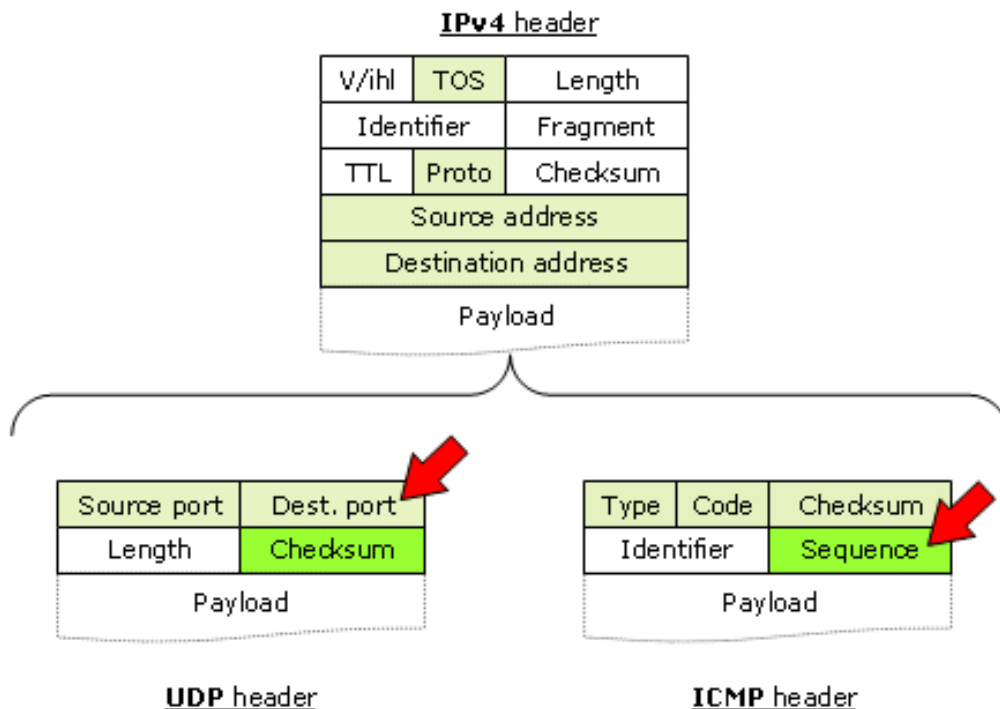 IPv4 header
V/ihl TOS Length
Identifier Fragment
TTL Proto Checksum
Source address
Destination address
Payload
Source port Dest. port
Length Checksum
Payload
UDP header
Type Code Checksum
Identifier Sequence
Payload
ICMP header